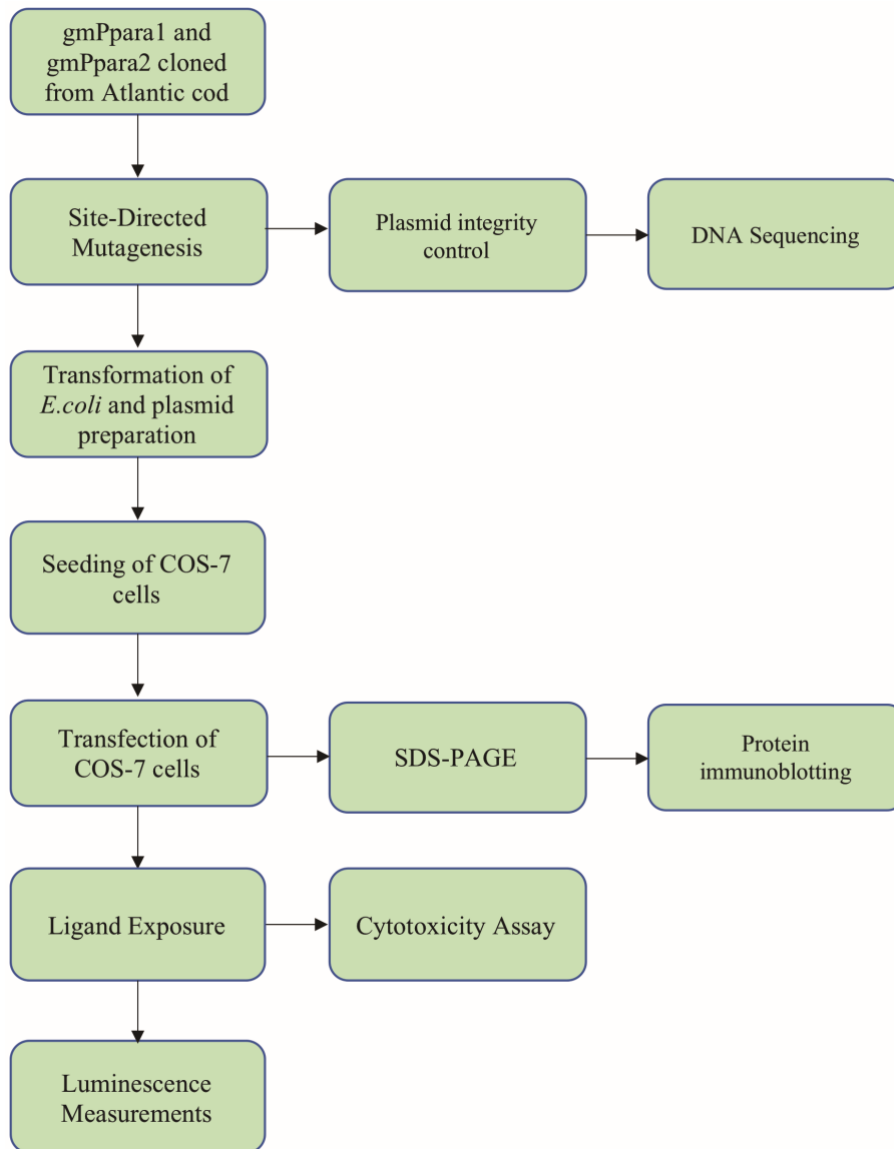 gmPpara1 and
gmPpara2 cloned
from Atlantic cod
Site-Directed
Mutagenesis
Plasmid integrity
control
DNA Sequencing
Transformation of
E.coli and plasmid
preparation
Seeding of COS-7
cells
Transfection of
COS-7 cells
SDS-PAGE
Protein
immunoblotting
Ligand Exposure
Cytotoxicity Assay
Luminescence
Measurements